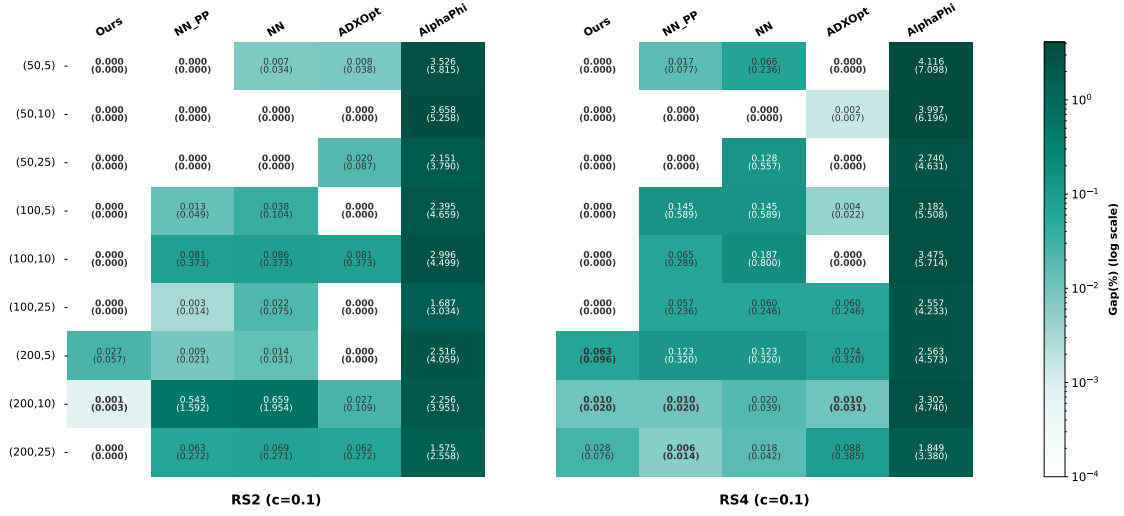 Ours NN_PP NN ADXOpt AlphaPhi Ours NN_PP NN ADXOpt AlphaPhi
(50,5) - 0.000 0.000 0.007 0.008 3.526 0.000 0.017 0.066 0.000 4.116
(0.000) (0.000) (0.034) (0.038) (5.815) (0.000) (0.077) (0.236) (0.000) (7.098)
(50,10) - 0.000 0.000 0.000 0.000 3.658 0.000 0.000 0.000 0.002 3.997
(0.000) (0.000) (0.000) (0.000) (5.258) (0.000) (0.000) (0.000) (0.007) (6.196)
(50,25) - 0.000 0.000 0.000 0.020 2.151 0.000 0.000 0.128 0.000 2.740
(0.000) (0.000) (0.000) (0.087) (3.790) (0.000) (0.000) (0.557) (0.000) (4.631)
(100,5) - 0.000 0.013 0.038 0.000 2.395 0.000 0.145 0.145 0.004 3.182
(0.000) (0.049) (0.104) (0.000) (4.659) (0.000) (0.589) (0.589) (0.022) (5.508)
(100,10) - 0.000 0.081 0.086 0.081 2.996 0.000 0.065 0.187 0.000 3.475
(0.000) (0.373) (0.373) (0.373) (4.499) (0.000) (0.289) (0.800) (0.000) (5.714)
(100,25) - 0.000 0.003 0.022 0.000 1.687 0.000 0.057 0.060 0.060 2.557
(0.000) (0.014) (0.075) (0.000) (3.034) (0.000) (0.236) (0.246) (0.246) (4.233)
(200,5) - 0.027 0.009 0.014 0.000 2.516 0.063 0.123 0.123 0.074 2.563
(0.057) (0.021) (0.031) (0.000) (4.059) (0.096) (0.320) (0.320) (0.320) (4.573)
(200,10) - 0.001 0.543 0.659 0.027 2.256 0.010 0.010 0.020 0.010 3.302
(0.003) (1.592) (1.954) (0.109) (3.951) (0.020) (0.020) (0.039) (0.031) (4.740)
(200,25) - 0.000 0.063 0.069 0.062 1.575 0.028 0.006 0.018 0.088 1.849
(0.000) (0.272) (0.271) (0.272) (2.558) (0.076) (0.014) (0.042) (0.385) (3.380)
RS2 (c=0.1) RS4 (c=0.1)
10⁰
10⁻¹
10⁻²
10⁻³
10⁻⁴
Gap(%) (log scale)